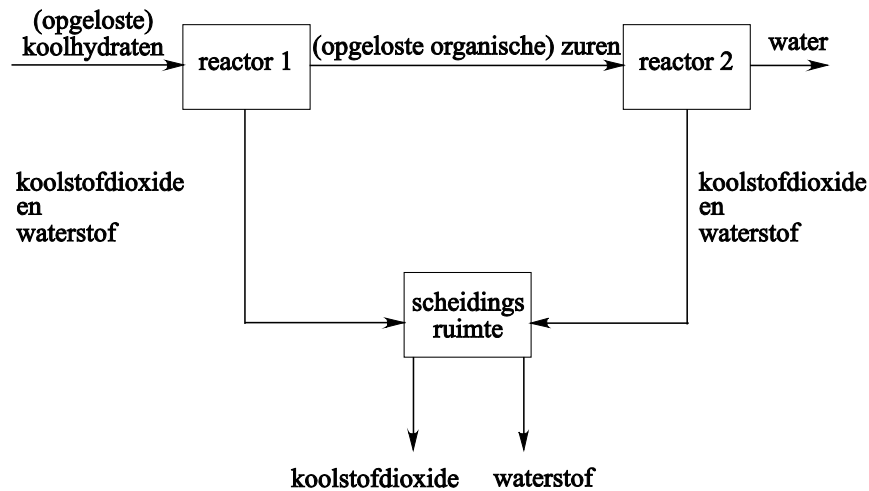 (opgeloste)
koolhydraten
reactor 1
(opgeloste organische) zuren
reactor 2
water
koolstofdioxide
en
waterstof
koolstofdioxide
en
waterstof
scheidings
ruimte
koolstofdioxide
waterstof